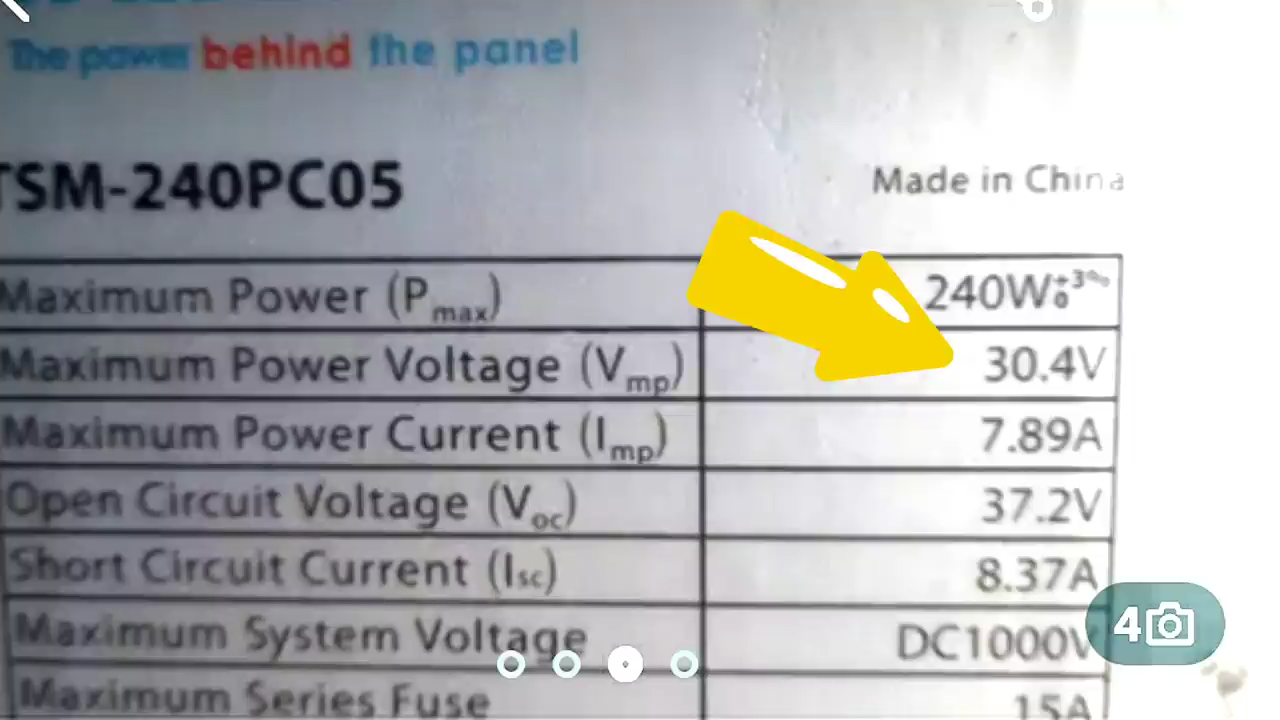 The power behind the panel
TSM-240PC05
Made in China
Maximum Power (Pmax) 240W+3%0
Maximum Power Voltage (Vmp) 30.4V
Maximum Power Current (Imp) 7.89A
Open Circuit Voltage (Voc) 37.2V
Short Circuit Current (Isc) 8.37A
Maximum System Voltage DC1000V
Maximum Series Fuse 15A
4